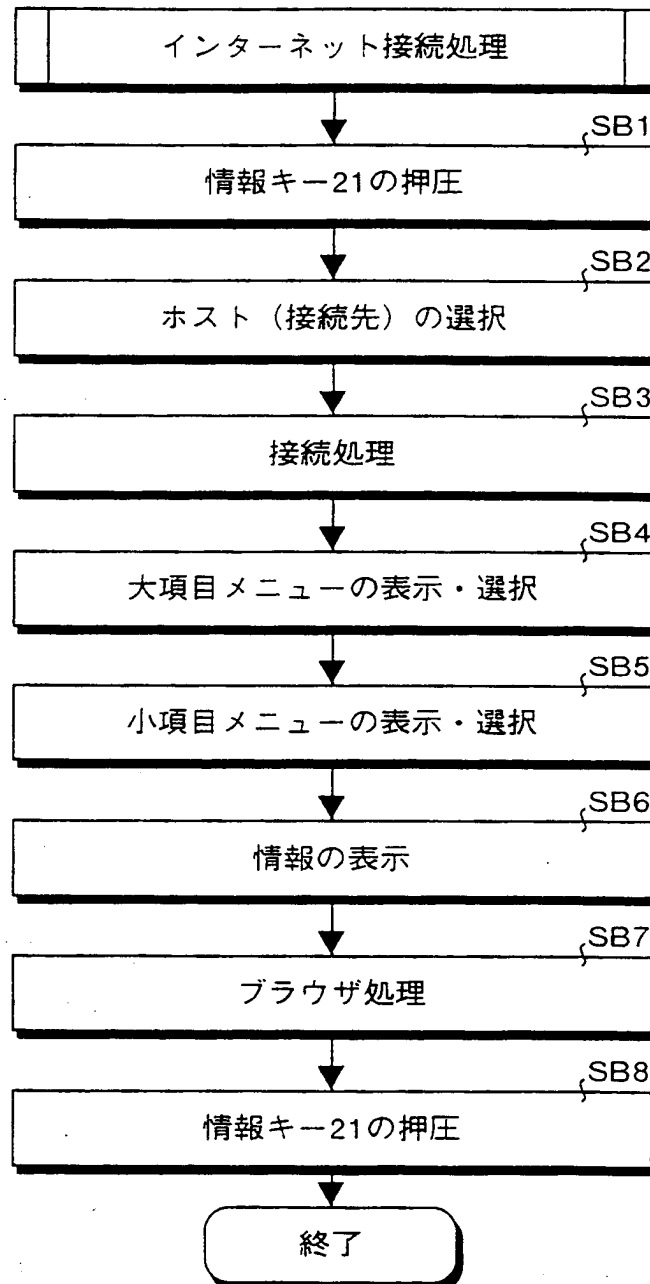 インターネット接続処理
SB1
情報キー21の押圧
SB2
ホスト（接続先）の選択
SB3
接続処理
SB4
大項目メニューの表示・選択
SB5
小項目メニューの表示・選択
SB6
情報の表示
SB7
ブラウザ処理
SB8
情報キー21の押圧
終了